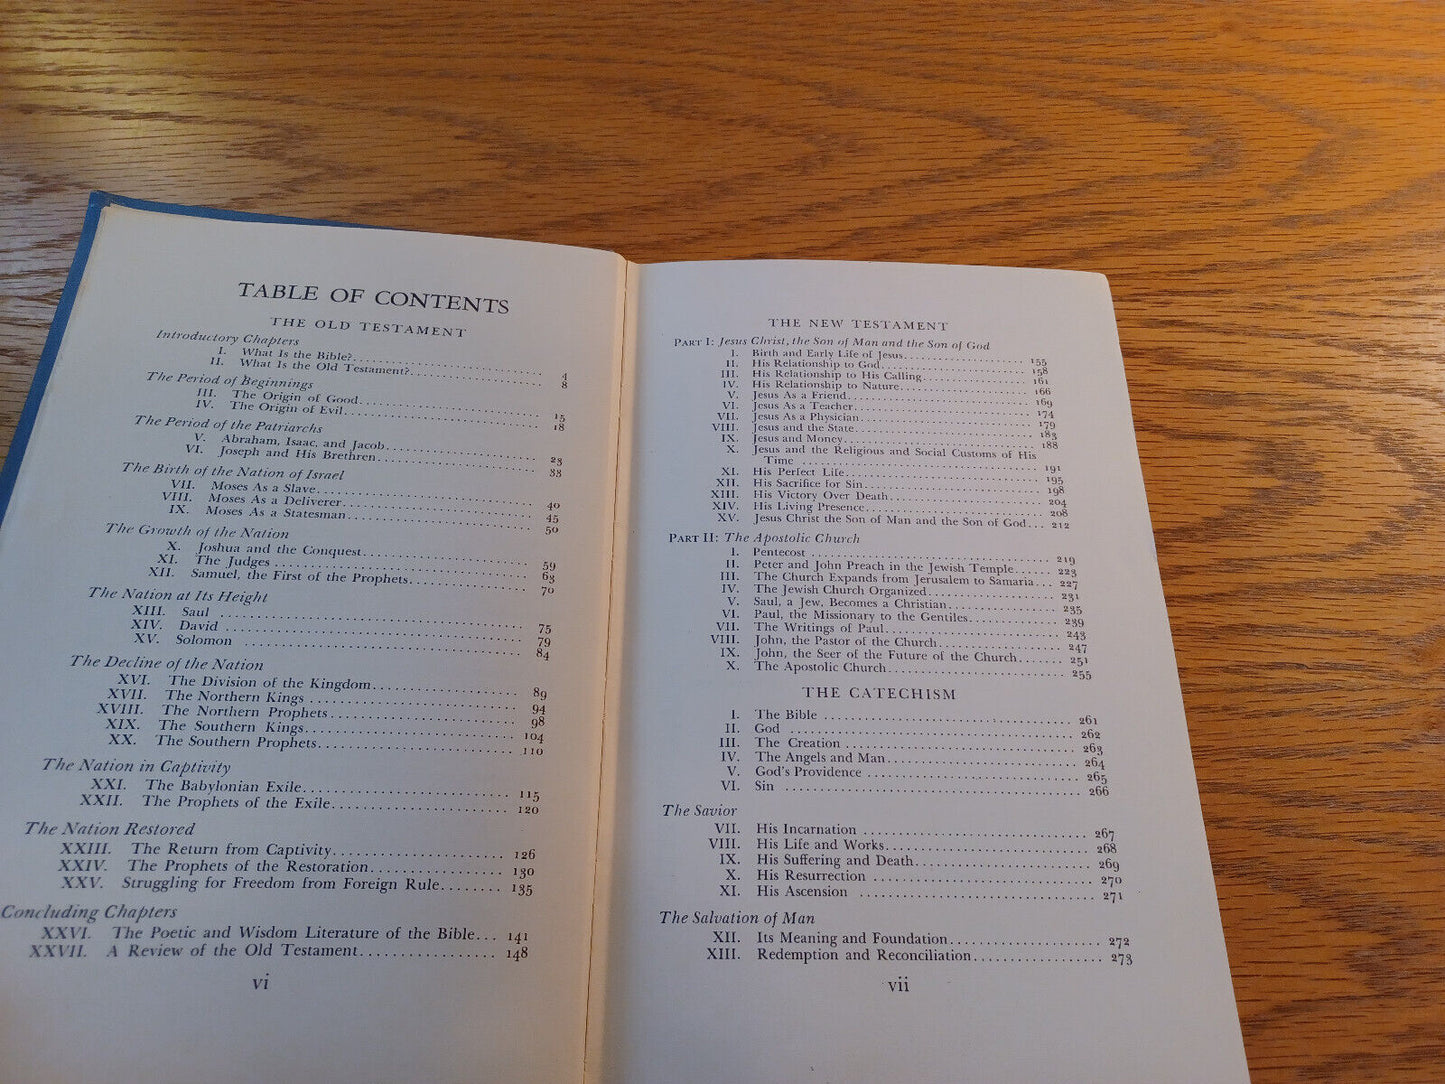 TABLE OF CONTENTS
THE OLD TESTAMENT
Introductory Chapters
I. What Is the Bible? 4
II. What Is the Old Testament? 8
The Period of Beginnings
III. The Origin of Good 15
IV. The Origin of Evil 18
The Period of the Patriarchs
V. Abraham, Isaac, and Jacob 23
VI. Joseph and His Brethren 33
The Birth of the Nation of Israel
VII. Moses As a Slave 40
VIII. Moses As a Deliverer 45
IX. Moses As a Statesman 50
The Growth of the Nation
X. Joshua and the Conquest 59
XI. The Judges 63
XII. Samuel, the First of the Prophets 70
The Nation at Its Height
XIII. Saul 75
XIV. David 79
XV. Solomon 84
The Decline of the Nation
XVI. The Division of the Kingdom 89
XVII. The Northern Kings 94
XVIII. The Northern Prophets 98
XIX. The Southern Kings 104
XX. The Southern Prophets 110
The Nation in Captivity
XXI. The Babylonian Exile 115
XXII. The Prophets of the Exile 120
The Nation Restored
XXIII. The Return from Captivity 126
XXIV. The Prophets of the Restoration 130
XXV. Struggling for Freedom from Foreign Rule 135
Concluding Chapters
XXVI. The Poetic and Wisdom Literature of the Bible 141
XXVII. A Review of the Old Testament 148
vi
THE NEW TESTAMENT
PART I: Jesus Christ, the Son of Man and the Son of God
I. Birth and Early Life of Jesus 155
II. His Relationship to God 158
III. His Relationship to His Calling 161
IV. His Relationship to Nature 166
V. Jesus As a Friend 169
VI. Jesus As a Teacher 174
VII. Jesus As a Physician 179
VIII. Jesus and the State 183
IX. Jesus and Money 188
X. Jesus and the Religious and Social Customs of His
Time 191
XI. His Perfect Life 195
XII. His Sacrifice for Sin 198
XIII. His Victory Over Death 204
XIV. His Living Presence 208
XV. Jesus Christ the Son of Man and the Son of God 212
PART II: The Apostolic Church
I. Pentecost 219
II. Peter and John Preach in the Jewish Temple 223
III. The Church Expands from Jerusalem to Samaria 227
IV. The Jewish Church Organized 231
V. Saul, a Jew, Becomes a Christian 235
VI. Paul, the Missionary to the Gentiles 239
VII. The Writings of Paul 243
VIII. John, the Pastor of the Church 247
IX. John, the Seer of the Future of the Church 251
X. The Apostolic Church 255
THE CATECHISM
I. The Bible 261
II. God 262
III. The Creation 263
IV. The Angels and Man 264
V. God's Providence 265
VI. Sin 266
The Savior
VII. His Incarnation 267
VIII. His Life and Works 268
IX. His Suffering and Death 269
X. His Resurrection 270
XI. His Ascension 271
The Salvation of Man
XII. Its Meaning and Foundation 272
XIII. Redemption and Reconciliation 273
vii